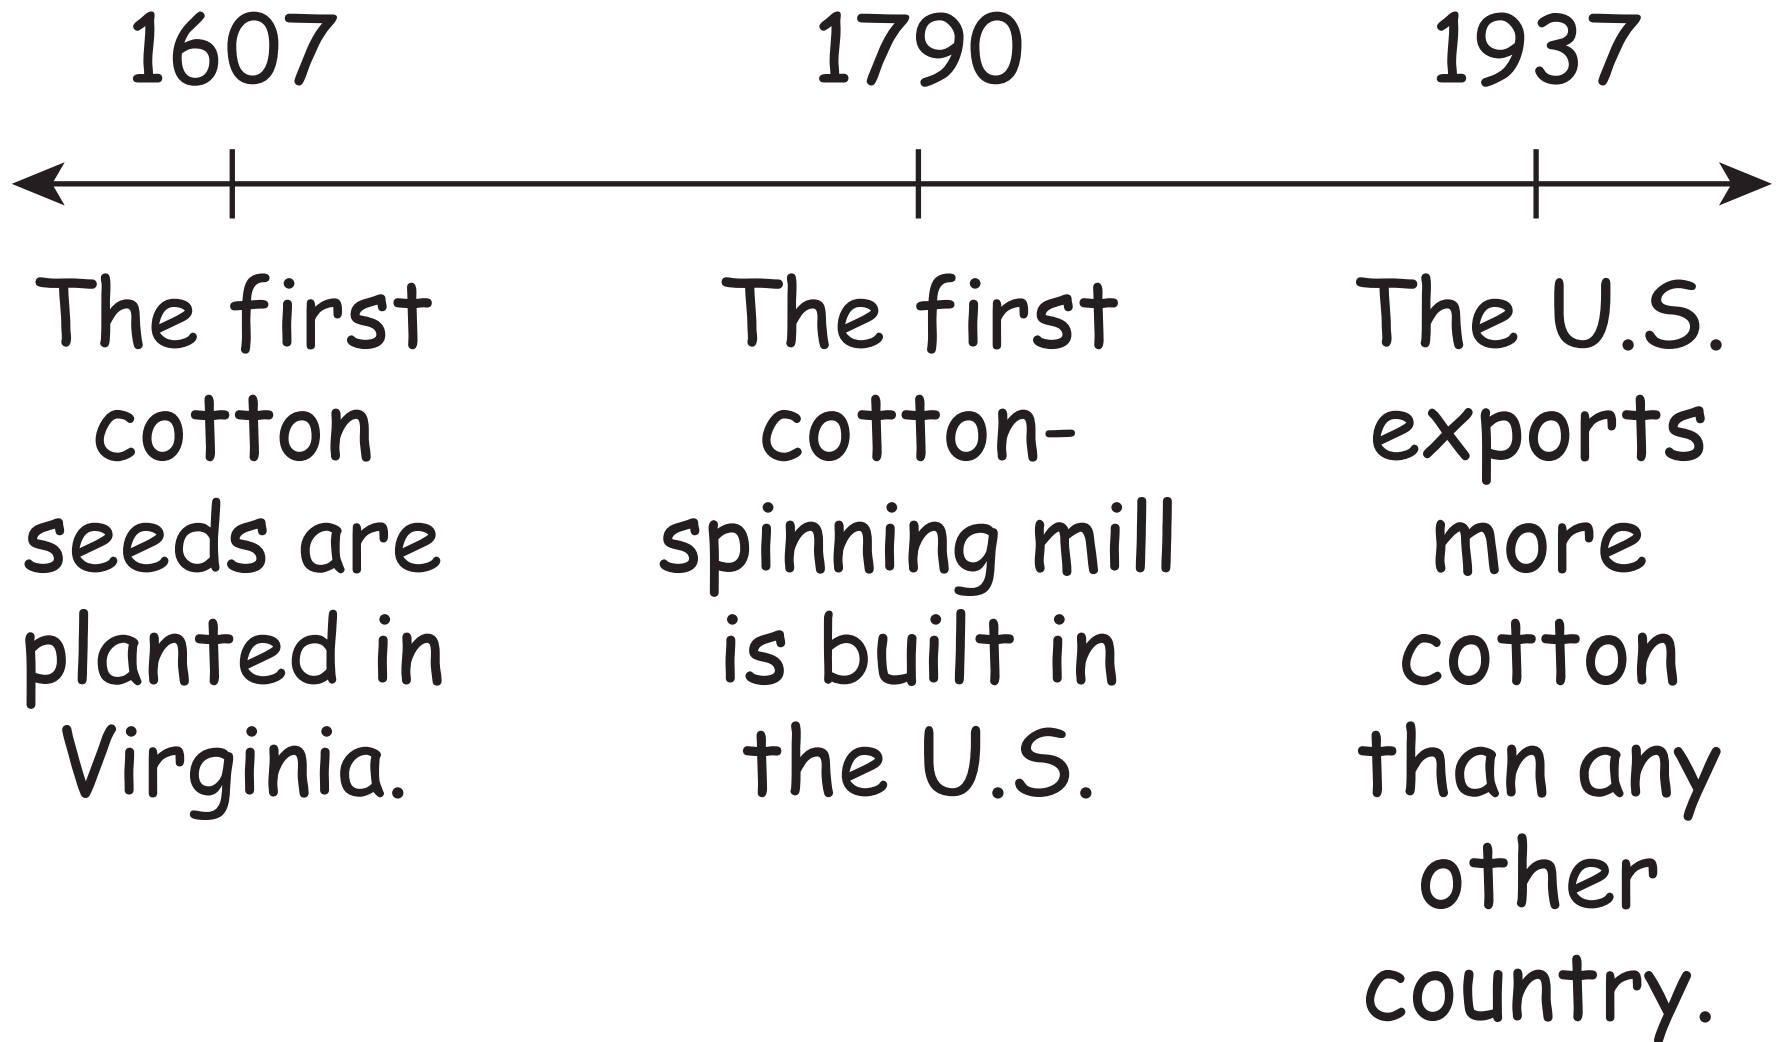 1607
1790
1937
The first
cotton
seeds are
planted in
Virginia.
The first
cotton-
spinning mill
is built in
the U.S.
The U.S.
exports
more
cotton
than any
other
country.